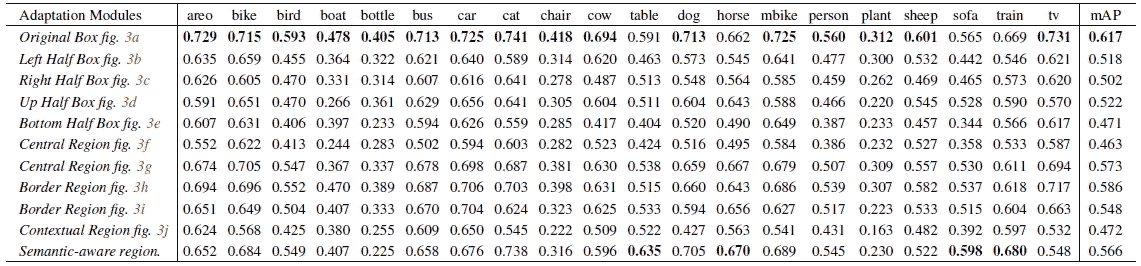 Adaptation Modules areo bike bird boat bottle bus car cat chair cow table dog horse mbike person plant sheep sofa train tv mAP
Original Box fig. 3a 0.729 0.715 0.593 0.478 0.405 0.713 0.725 0.741 0.418 0.694 0.591 0.713 0.662 0.725 0.560 0.312 0.601 0.565 0.669 0.731 0.617
Left Half Box fig. 3b 0.635 0.659 0.455 0.364 0.322 0.621 0.640 0.589 0.314 0.620 0.463 0.573 0.545 0.641 0.477 0.300 0.532 0.442 0.546 0.621 0.518
Right Half Box fig. 3c 0.626 0.605 0.470 0.331 0.314 0.607 0.616 0.641 0.278 0.487 0.513 0.548 0.564 0.585 0.459 0.262 0.469 0.465 0.573 0.620 0.502
Up Half Box fig. 3d 0.591 0.651 0.470 0.266 0.361 0.629 0.656 0.641 0.305 0.604 0.511 0.604 0.643 0.588 0.466 0.220 0.545 0.528 0.590 0.570 0.522
Bottom Half Box fig. 3e 0.607 0.631 0.406 0.397 0.233 0.594 0.626 0.559 0.285 0.417 0.404 0.520 0.490 0.649 0.387 0.233 0.457 0.344 0.566 0.617 0.471
Central Region fig. 3f 0.552 0.622 0.413 0.244 0.283 0.502 0.594 0.603 0.282 0.523 0.424 0.516 0.495 0.584 0.386 0.232 0.527 0.358 0.533 0.587 0.463
Central Region fig. 3g 0.674 0.705 0.547 0.367 0.337 0.678 0.698 0.687 0.381 0.630 0.538 0.659 0.667 0.679 0.507 0.309 0.557 0.530 0.611 0.694 0.573
Border Region fig. 3h 0.694 0.696 0.552 0.470 0.389 0.687 0.706 0.703 0.398 0.631 0.515 0.660 0.643 0.686 0.539 0.307 0.582 0.537 0.618 0.717 0.586
Border Region fig. 3i 0.651 0.649 0.504 0.407 0.333 0.670 0.704 0.624 0.323 0.625 0.533 0.594 0.656 0.627 0.517 0.223 0.533 0.515 0.604 0.663 0.548
Contextual Region fig. 3j 0.624 0.568 0.425 0.380 0.255 0.609 0.650 0.545 0.222 0.509 0.522 0.427 0.563 0.541 0.431 0.163 0.482 0.392 0.597 0.532 0.472
Semantic-aware region. 0.652 0.684 0.549 0.407 0.225 0.658 0.676 0.738 0.316 0.596 0.635 0.705 0.670 0.689 0.545 0.230 0.522 0.598 0.680 0.548 0.566